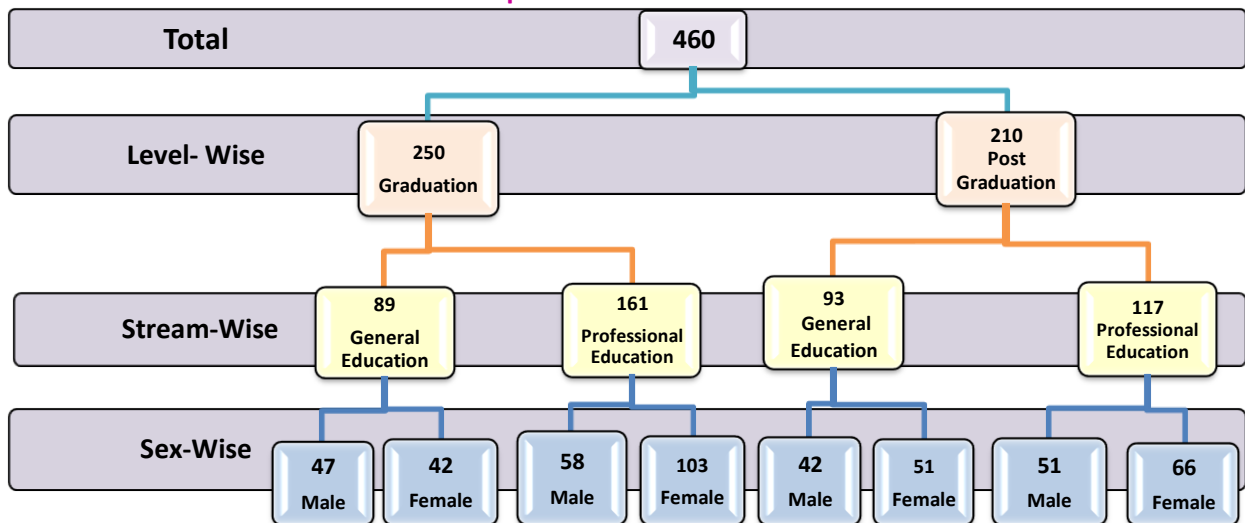 Total
460
Level- Wise
250
Graduation
210
Post
Graduation
Stream-Wise
89
General
Education
161
Professional
Education
93
General
Education
117
Professional
Education
Sex-Wise
47
Male
42
Female
58
Male
103
Female
42
Male
51
Female
51
Male
66
Female